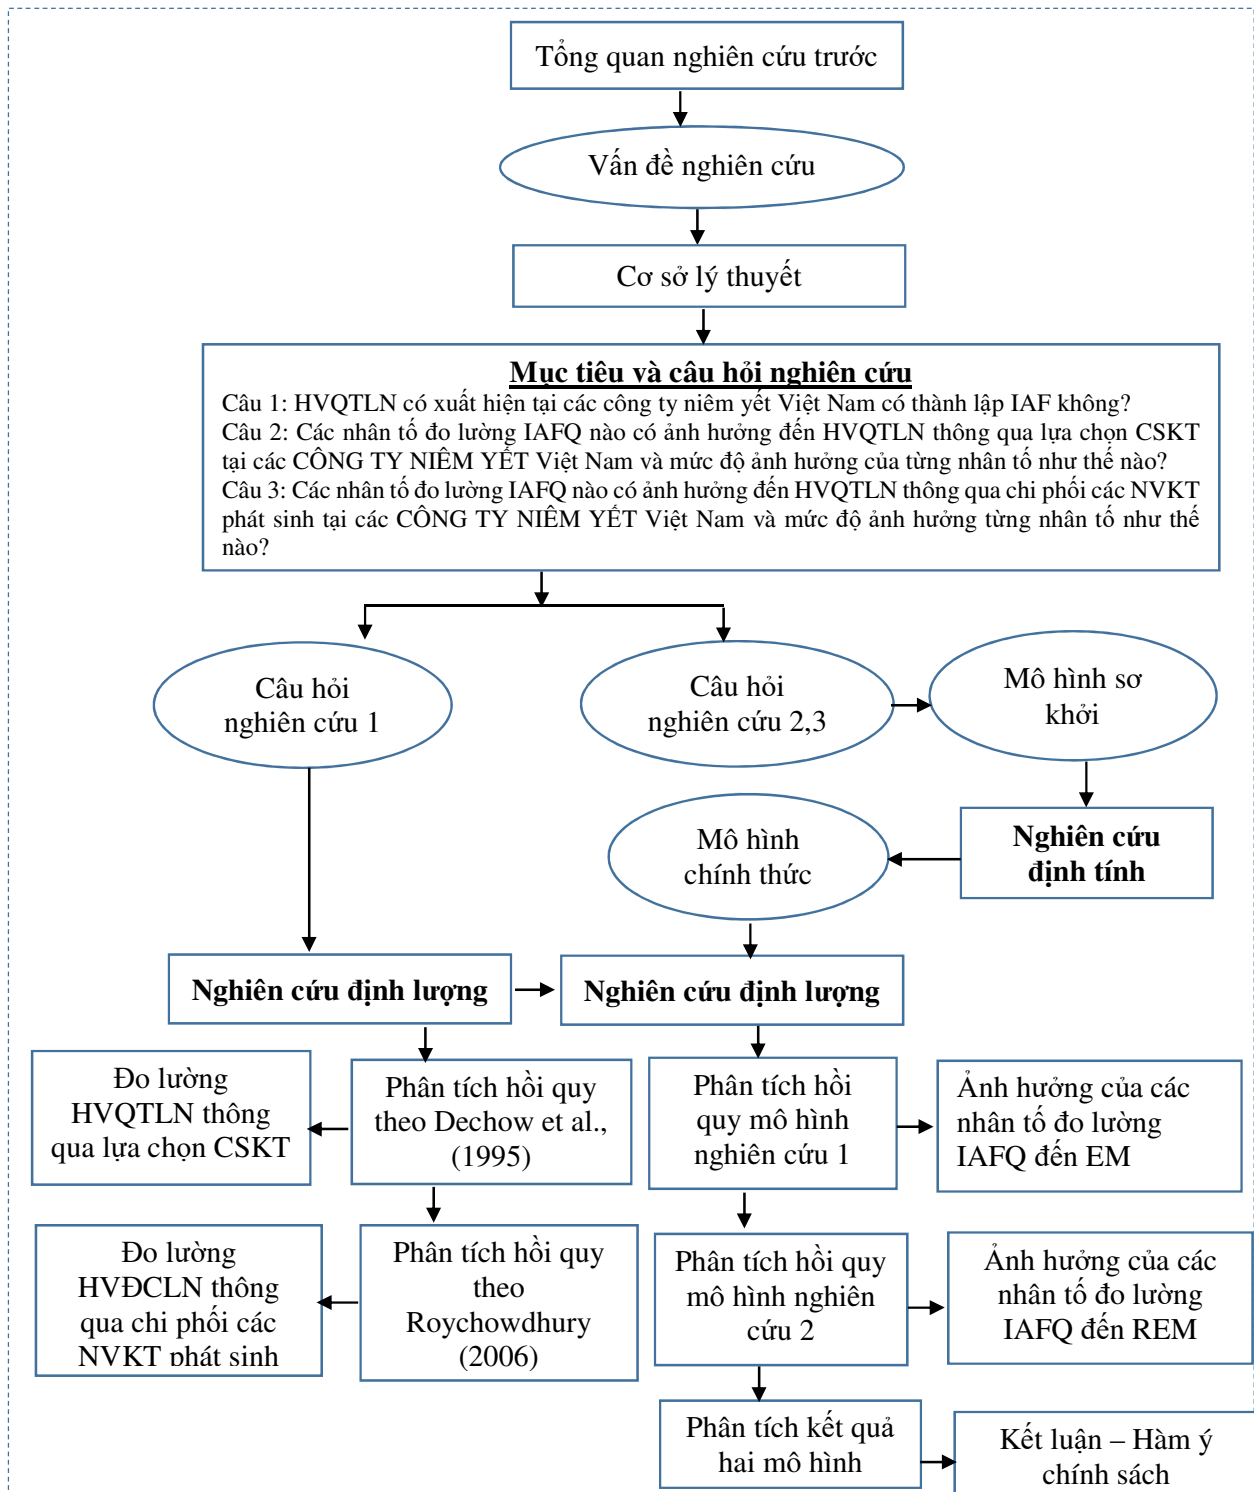 Tổng quan nghiên cứu trước
Vấn đề nghiên cứu
Cơ sở lý thuyết
Mục tiêu và câu hỏi nghiên cứu
Câu 1: HVQTLN có xuất hiện tại các công ty niêm yết Việt Nam có thành lập IAF không?
Câu 2: Các nhân tố đo lường IAFQ nào có ảnh hưởng đến HVQTLN thông qua lựa chọn CSKT
tại các CÔNG TY NIÊM YẾT Việt Nam và mức độ ảnh hưởng của từng nhân tố như thế nào?
Câu 3: Các nhân tố đo lường IAFQ nào có ảnh hưởng đến HVQTLN thông qua chi phối các NVKT
phát sinh tại các CÔNG TY NIÊM YẾT Việt Nam và mức độ ảnh hưởng từng nhân tố như thế
nào?
Câu hỏi
nghiên cứu 1
Câu hỏi
nghiên cứu 2,3
Mô hình sơ
khởi
Mô hình
chính thức
Nghiên cứu
định tính
Nghiên cứu định lượng
Nghiên cứu định lượng
Đo lường
HVQTLN thông
qua lựa chọn CSKT
Phân tích hồi quy
theo Dechow et al.,
(1995)
Phân tích hồi
quy mô hình
nghiên cứu 1
Ảnh hưởng của các
nhân tố đo lường
IAFQ đến EM
Đo lường
HVĐCLN thông
qua chi phối các
NVKT phát sinh
Phân tích hồi quy
theo
Roychowdhury
(2006)
Phân tích hồi quy
mô hình nghiên
cứu 2
Ảnh hưởng của các
nhân tố đo lường
IAFQ đến REM
Phân tích kết quả
hai mô hình
Kết luận – Hàm ý
chính sách